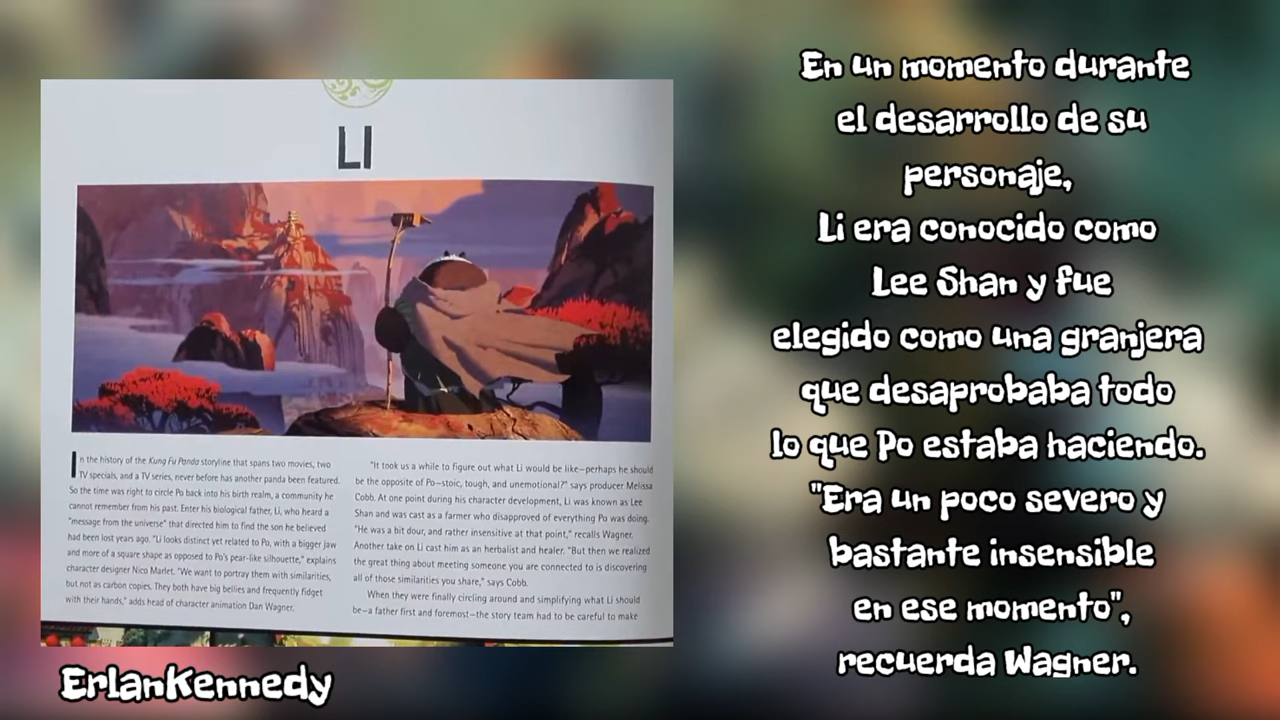 LI
In the history of the Kung Fu Panda storyline that spans two movies, two
TV specials, and a TV series, never before has another panda been featured.
So the time was right to circle Po back into his birth realm, a community he
cannot remember from his past. Enter his biological father, Li, who heard a
"message from the universe" that directed him to find the son he believed
had been lost years ago. "Li looks distinct yet related to Po, with a bigger jaw
and more of a square shape as opposed to Po's pear-like silhouette," explains
character designer Nico Marlet. "We want to portray them with similarities,
but not as carbon copies. They both have big bellies and frequently fidget
with their hands," adds head of character animation Dan Wagner.
"It took us a while to figure out what Li would be like—perhaps he should
be the opposite of Po—stoic, tough, and unemotional?" says producer Melissa
Cobb. At one point during his character development, Li was known as Lee
Shan and was cast as a farmer who disapproved of everything Po was doing.
"He was a bit dour, and rather insensitive at that point," recalls Wagner.
Another take on Li cast him as an herbalist and healer. "But then we realized
the great thing about meeting someone you are connected to is discovering
all of those similarities you share," says Cobb.
When they were finally circling around and simplifying what Li should
be—a father first and foremost—the story team had to be careful to make
En un momento durante
el desarrollo de su
personaje,
Li era conocido como
Lee Shan y fue
elegido como una granjera
que desaprobaba todo
lo que Po estaba haciendo.
"Era un poco severo y
bastante insensible
en ese momento",
recuerda Wagner.
ErlanKennedy